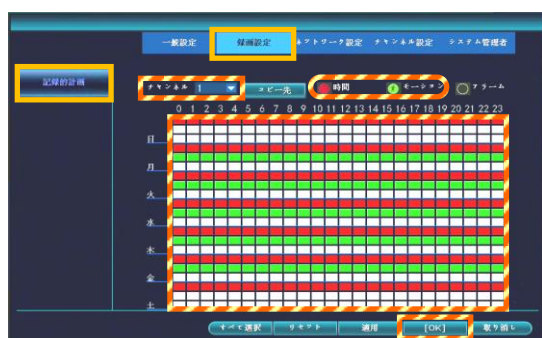 一般設定 録画設定 ネットワーク設定 チャンネル設定 システム管理者
記録的計画
チャンネル 1 コピー先 時間 モーション アラーム
0 1 2 3 4 5 6 7 8 9 10 11 12 13 14 15 16 17 18 19 20 21 22 23
日
月
火
水
木
金
土
すべて選択 リセット 適用 [OK] 取り消し